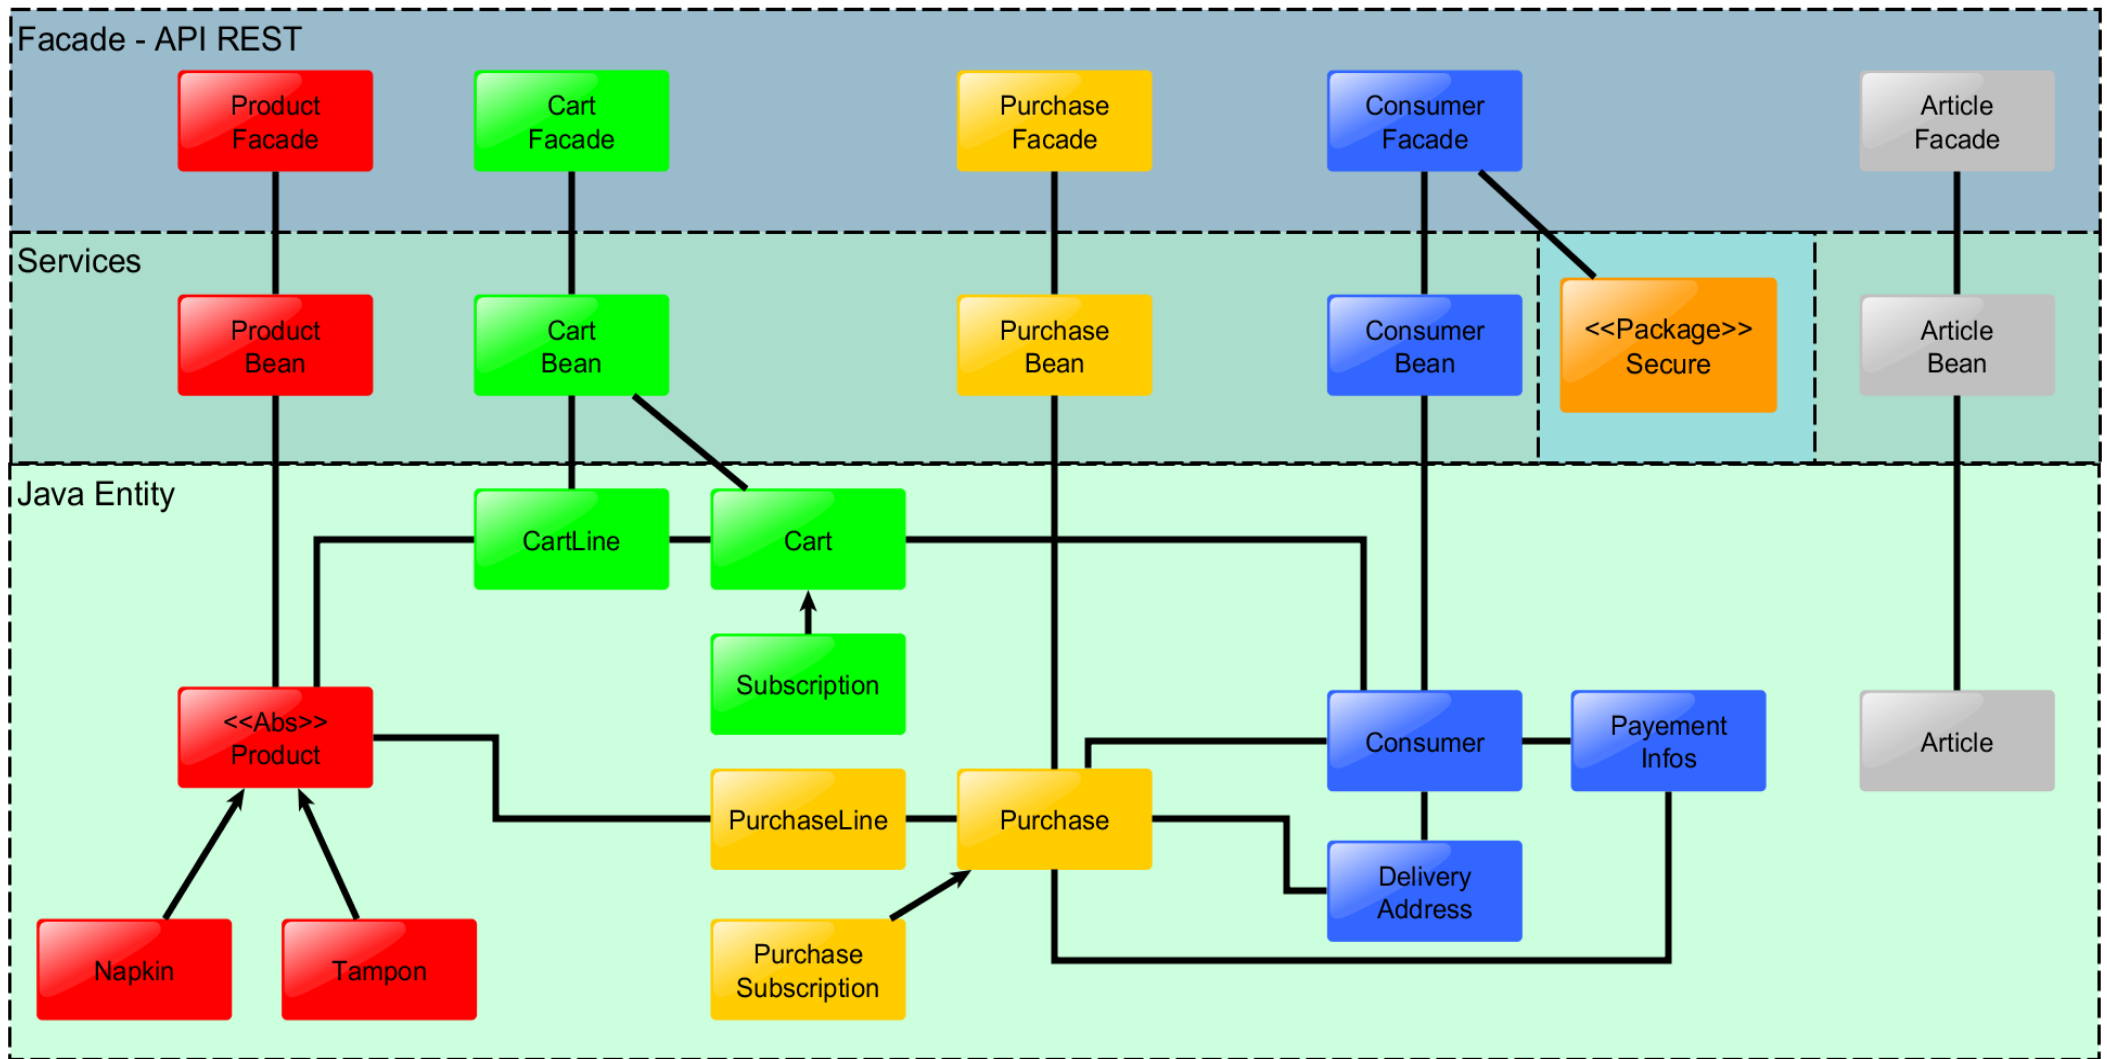 Facade - API REST
Product
Facade
Cart
Facade
Purchase
Facade
Consumer
Facade
Article
Facade
Services
Product
Bean
Cart
Bean
Purchase
Bean
Consumer
Bean
<<Package>>
Secure
Article
Bean
Java Entity
CartLine
Cart
Subscription
<<Abs>>
Product
Consumer
Payement
Infos
Article
PurchaseLine
Purchase
Delivery
Address
Napkin
Tampon
Purchase
Subscription